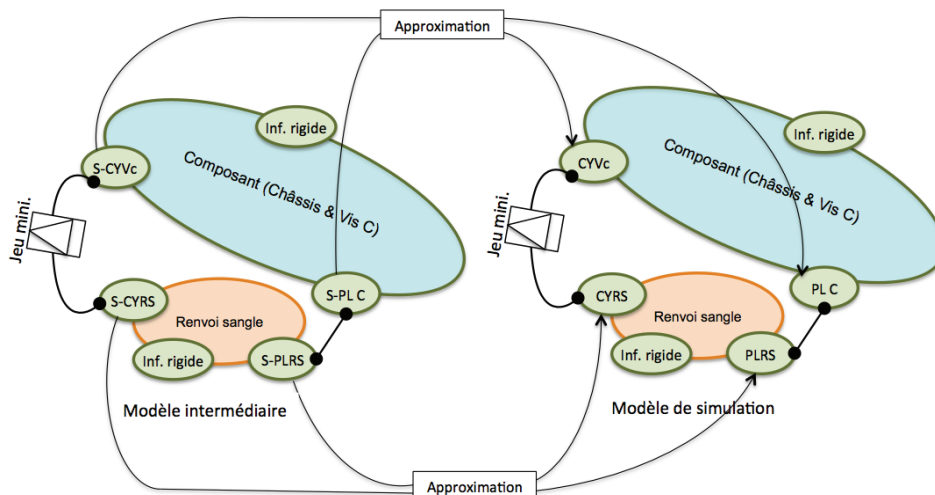 Approximation
Inf. rigide
S-CYVc
Composant (Châssis & Vis C)
Jeu mini.
S-CYRS
S-PL C
Renvoi sangle
Inf. rigide
S-PLRS
Modèle intermédiaire
Inf. rigide
CYVc
Composant (Châssis & Vis C)
Jeu mini.
CYRS
PL C
Renvoi sangle
Inf. rigide
PLRS
Modèle de simulation
Approximation